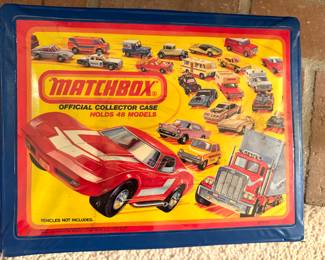 MATCHBOX
OFFICIAL COLLECTOR CASE
HOLDS 48 MODELS
VEHICLES NOT INCLUDED.